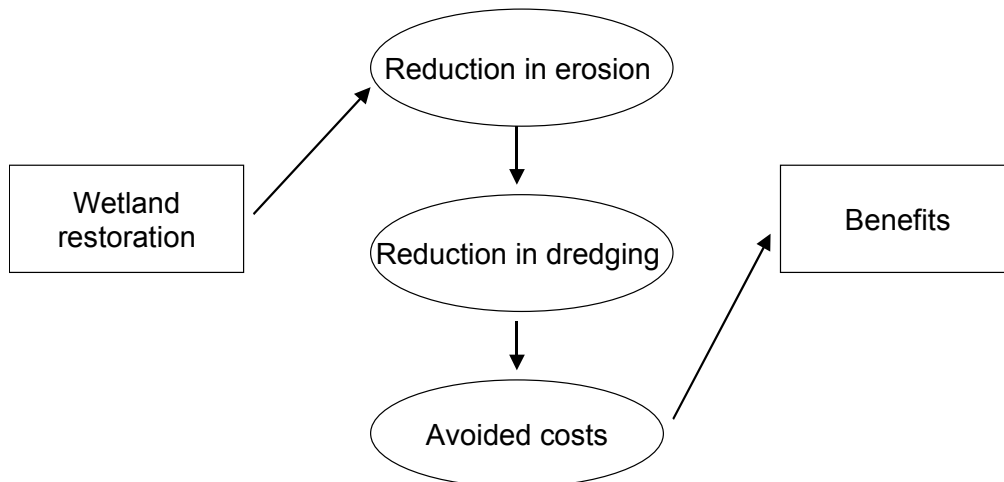 Reduction in erosion
Wetland
restoration
Reduction in dredging
Benefits
Avoided costs